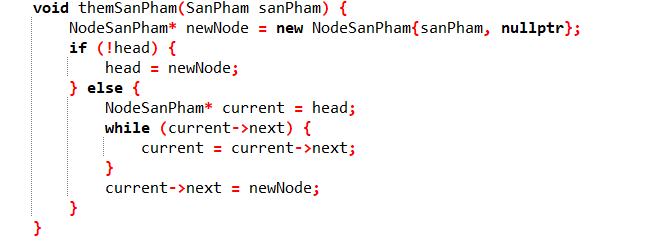 void themSanPham(SanPham sanPham) {
    NodeSanPham* newNode = new NodeSanPham{sanPham, nullptr};
    if (!head) {
        head = newNode;
    } else {
        NodeSanPham* current = head;
        while (current->next) {
            current = current->next;
        }
        current->next = newNode;
    }
}